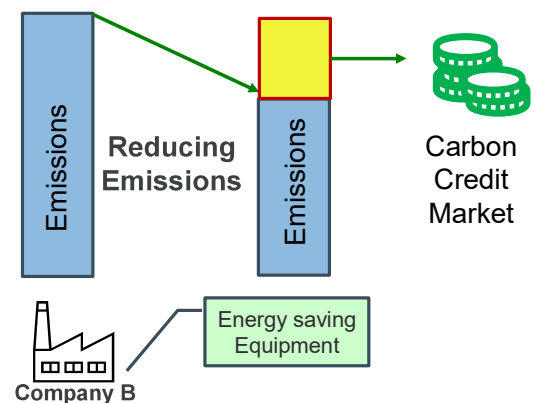 Emissions
Reducing
Emissions
Emissions
Carbon
Credit
Market
Energy saving
Equipment
Company B